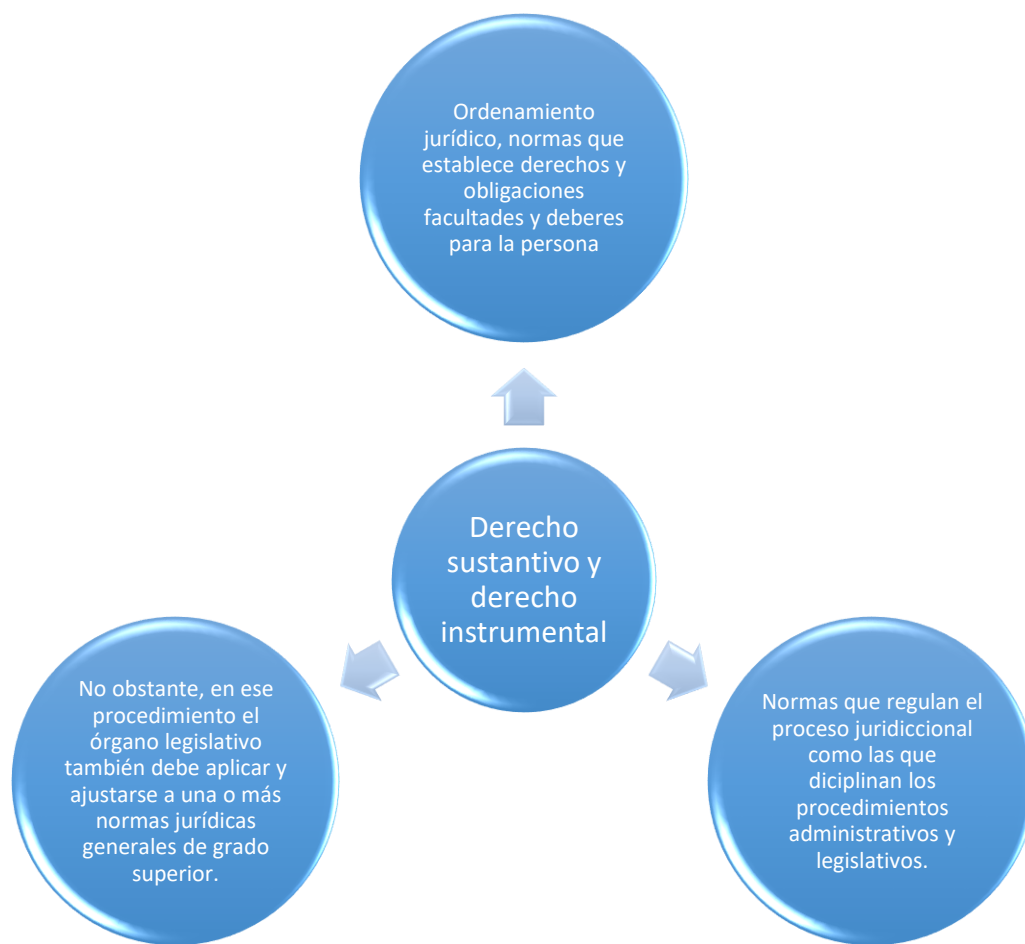 Ordenamiento
jurídico, normas que
establece derechos y
obligaciones
facultades y deberes
para la persona
Derecho
sustantivo y
derecho
instrumental
No obstante, en ese
procedimiento el
órgano legislativo
también debe aplicar y
ajustarse a una o más
normas jurídicas
generales de grado
superior.
Normas que regulan el
proceso juridiccional
como las que
diciplinan los
procedimientos
administrativos y
legislativos.